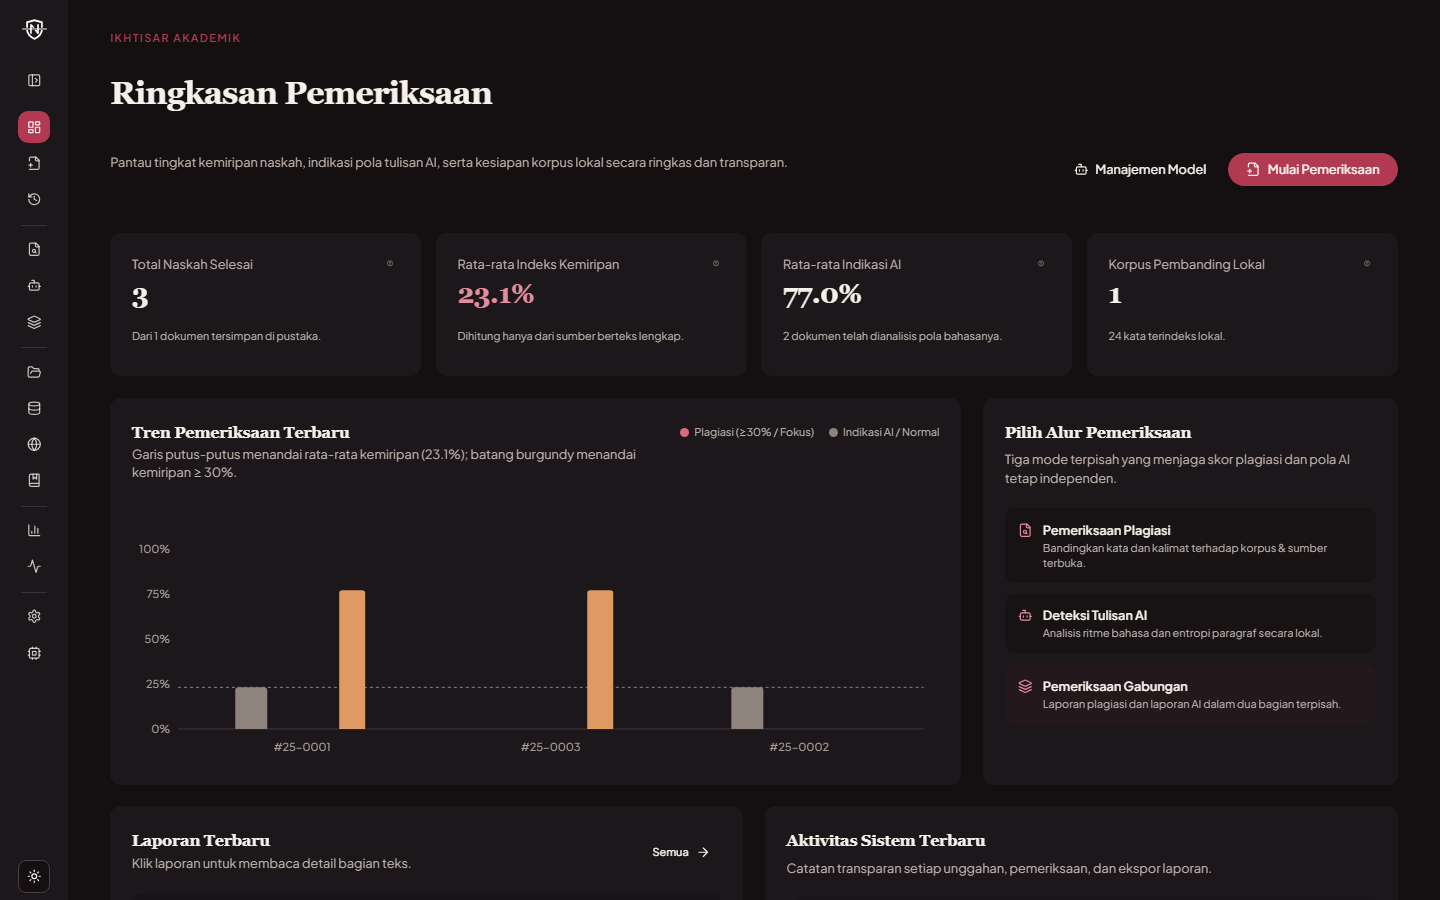 IKHTISAR AKADEMIK
Ringkasan Pemeriksaan
Pantau tingkat kemiripan naskah, indikasi pola tulisan AI, serta kesiapan korpus lokal secara ringkas dan transparan.
Manajemen Model
Mulai Pemeriksaan
Total Naskah Selesai
3
Dari 1 dokumen tersimpan di pustaka.
Rata-rata Indeks Kemiripan
23.1%
Dihitung hanya dari sumber berteks lengkap.
Rata-rata Indikasi AI
77.0%
2 dokumen telah dianalisis pola bahasanya.
Korpus Pembanding Lokal
1
24 kata terindeks lokal.
Tren Pemeriksaan Terbaru
Garis putus-putus menandai rata-rata kemiripan (23.1%); batang burgundy menandai
kemiripan ≥ 30%.
Plagiasi (≥30% / Fokus)
Indikasi AI / Normal
100%
75%
50%
25%
0%
#25-0001
#25-0003
#25-0002
Pilih Alur Pemeriksaan
Tiga mode terpisah yang menjaga skor plagiasi dan pola AI
tetap independen.
Pemeriksaan Plagiasi
Bandingkan kata dan kalimat terhadap korpus & sumber
terbuka.
Deteksi Tulisan AI
Analisis ritme bahasa dan entropi paragraf secara lokal.
Pemeriksaan Gabungan
Laporan plagiasi dan laporan AI dalam dua bagian terpisah.
Laporan Terbaru
Klik laporan untuk membaca detail bagian teks.
Semua
Aktivitas Sistem Terbaru
Catatan transparan setiap unggahan, pemeriksaan, dan ekspor laporan.